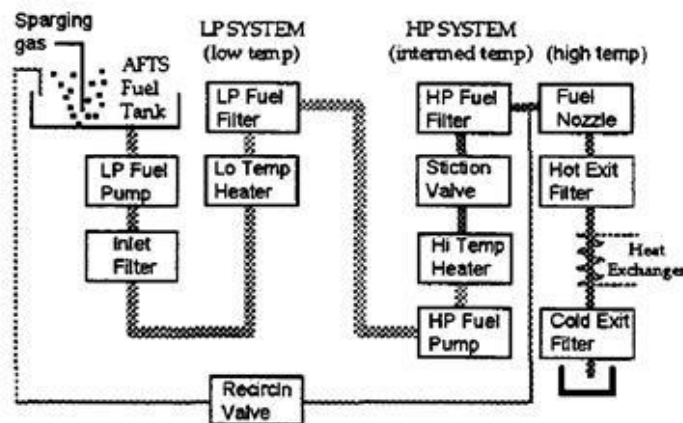 Sparging
gas
AFTS
Fuel
Tank
LP Fuel
Pump
Inlet
Filter
LP SYSTEM
(low temp)
LP Fuel
Filter
Lo Temp
Heater
HP SYSTEM
(intermed temp)
HP Fuel
Filter
Stiction
Valve
Hi Temp
Heater
HP Fuel
Pump
(high temp)
Fuel
Nozzle
Hot Exit
Filter
Heat
Exchanger
Cold Exit
Filter
Recircln
Valve